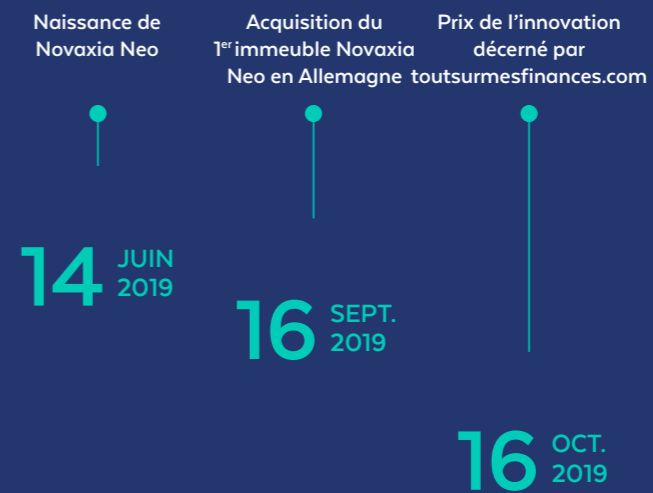 Naissance de
Novaxia Neo
Acquisition du
1er immeuble Novaxia
Neo en Allemagne
Prix de l’innovation
décerné par
toutsurmesfinances.com
14 JUIN
2019
16 SEPT.
2019
16 OCT.
2019